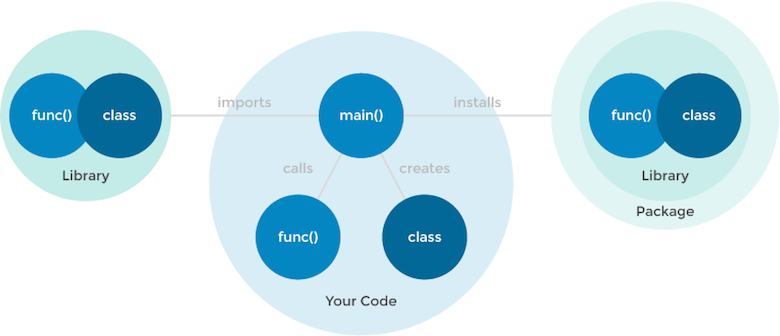 imports
installs
func()
class
main()
func()
class
calls
creates
Library
Library
Package
func()
class
Your Code